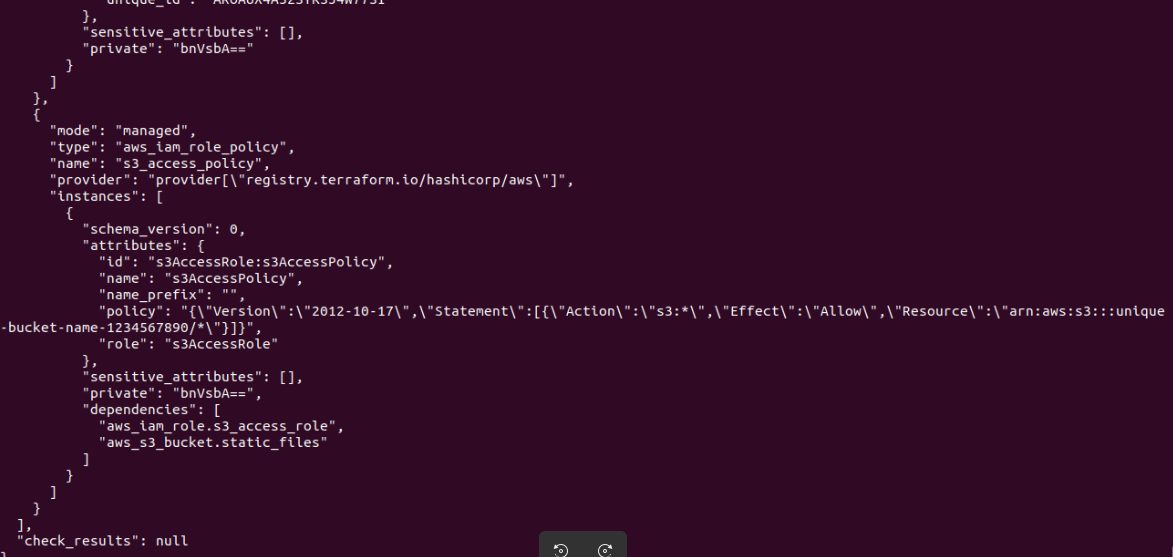 "unique_id":
},
"sensitive_attributes": [],
"private": "bnVsbA=="
}
]
},
{
"mode": "managed",
"type": "aws_iam_role_policy",
"name": "s3_access_policy",
"provider": "provider[\"registry.terraform.io/hashicorp/aws\"]",
"instances": [
{
"schema_version": 0,
"attributes": {
"id": "s3AccessRole:s3AccessPolicy",
"name": "s3AccessPolicy",
"name_prefix": "",
"policy": "{\"Version\":\"2012-10-17\",\"Statement\":[{\"Action\":\"s3:*\",\"Effect\":\"Allow\",\"Resource\":\"arn:aws:s3:::unique
-bucket-name-1234567890/*\"}]}",
"role": "s3AccessRole"
},
"sensitive_attributes": [],
"private": "bnVsbA==",
"dependencies": [
"aws_iam_role.s3_access_role",
"aws_s3_bucket.static_files"
]
}
]
}
],
"check_results": null
}